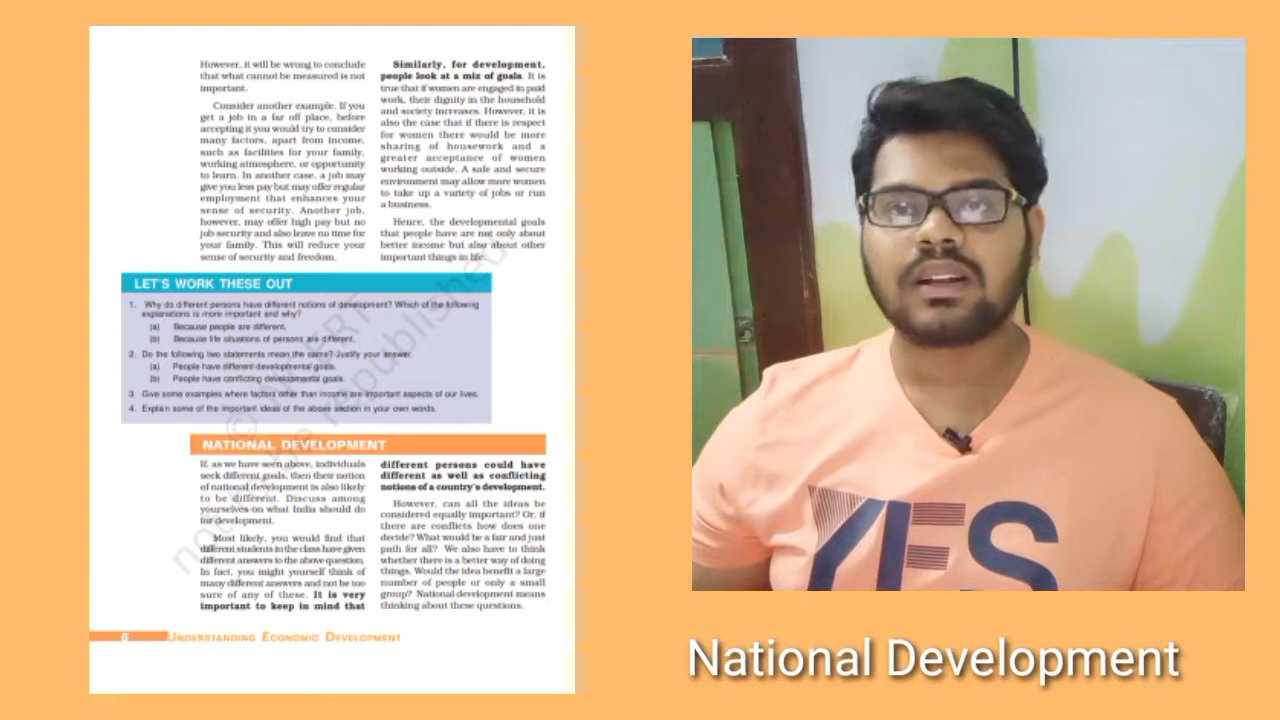 However, it will be wrong to conclude
that what cannot be measured is not
important.
Consider another example. If you
get a job in a far off place, before
accepting it you would try to consider
many factors, apart from income,
such as facilities for your family,
working atmosphere, or opportunity
to learn. In another case, a job may
give you less pay but may offer regular
employment that enhances your
sense of security. Another job,
however, may offer high pay but no
job security and also leave no time for
your family. This will reduce your
sense of security and freedom.
Similarly, for development,
people look at a mix of goals. It is
true that if women are engaged in paid
work, their dignity in the household
and society increases. However, it is
also the case that if there is respect
for women there would be more
sharing of housework and a
greater acceptance of women
working outside. A safe and secure
environment may allow more women
to take up a variety of jobs or run
a business.
Hence, the developmental goals
that people have are not only about
better income but also about other
important things in life.
LET'S WORK THESE OUT
1. Why do different persons have different notions of development? Which of the following
explanations is more important and why?
(a) Because people are different.
(b) Because life situations of persons are different.
2. Do the following two statements mean the same? Justify your answer.
(a) People have different developmental goals.
(b) People have conflicting developmental goals.
3. Give some examples where factors other than income are important aspects of our lives.
4. Explain some of the important ideas of the above section in your own words.
NATIONAL DEVELOPMENT
If, as we have seen above, individuals
seek different goals, then their notion
of national development is also likely
to be different. Discuss among
yourselves on what India should do
for development.
Most likely, you would find that
different students in the class have given
different answers to the above question.
In fact, you might yourself think of
many different answers and not be too
sure of any of these. It is very
important to keep in mind that
different persons could have
different as well as conflicting
notions of a country's development.
However, can all the ideas be
considered equally important? Or, if
there are conflicts how does one
decide? What would be a fair and just
path for all? We also have to think
whether there is a better way of doing
things. Would the idea benefit a large
number of people or only a small
group? National development means
thinking about these questions.
6 UNDERSTANDING ECONOMIC DEVELOPMENT
YES
National Development